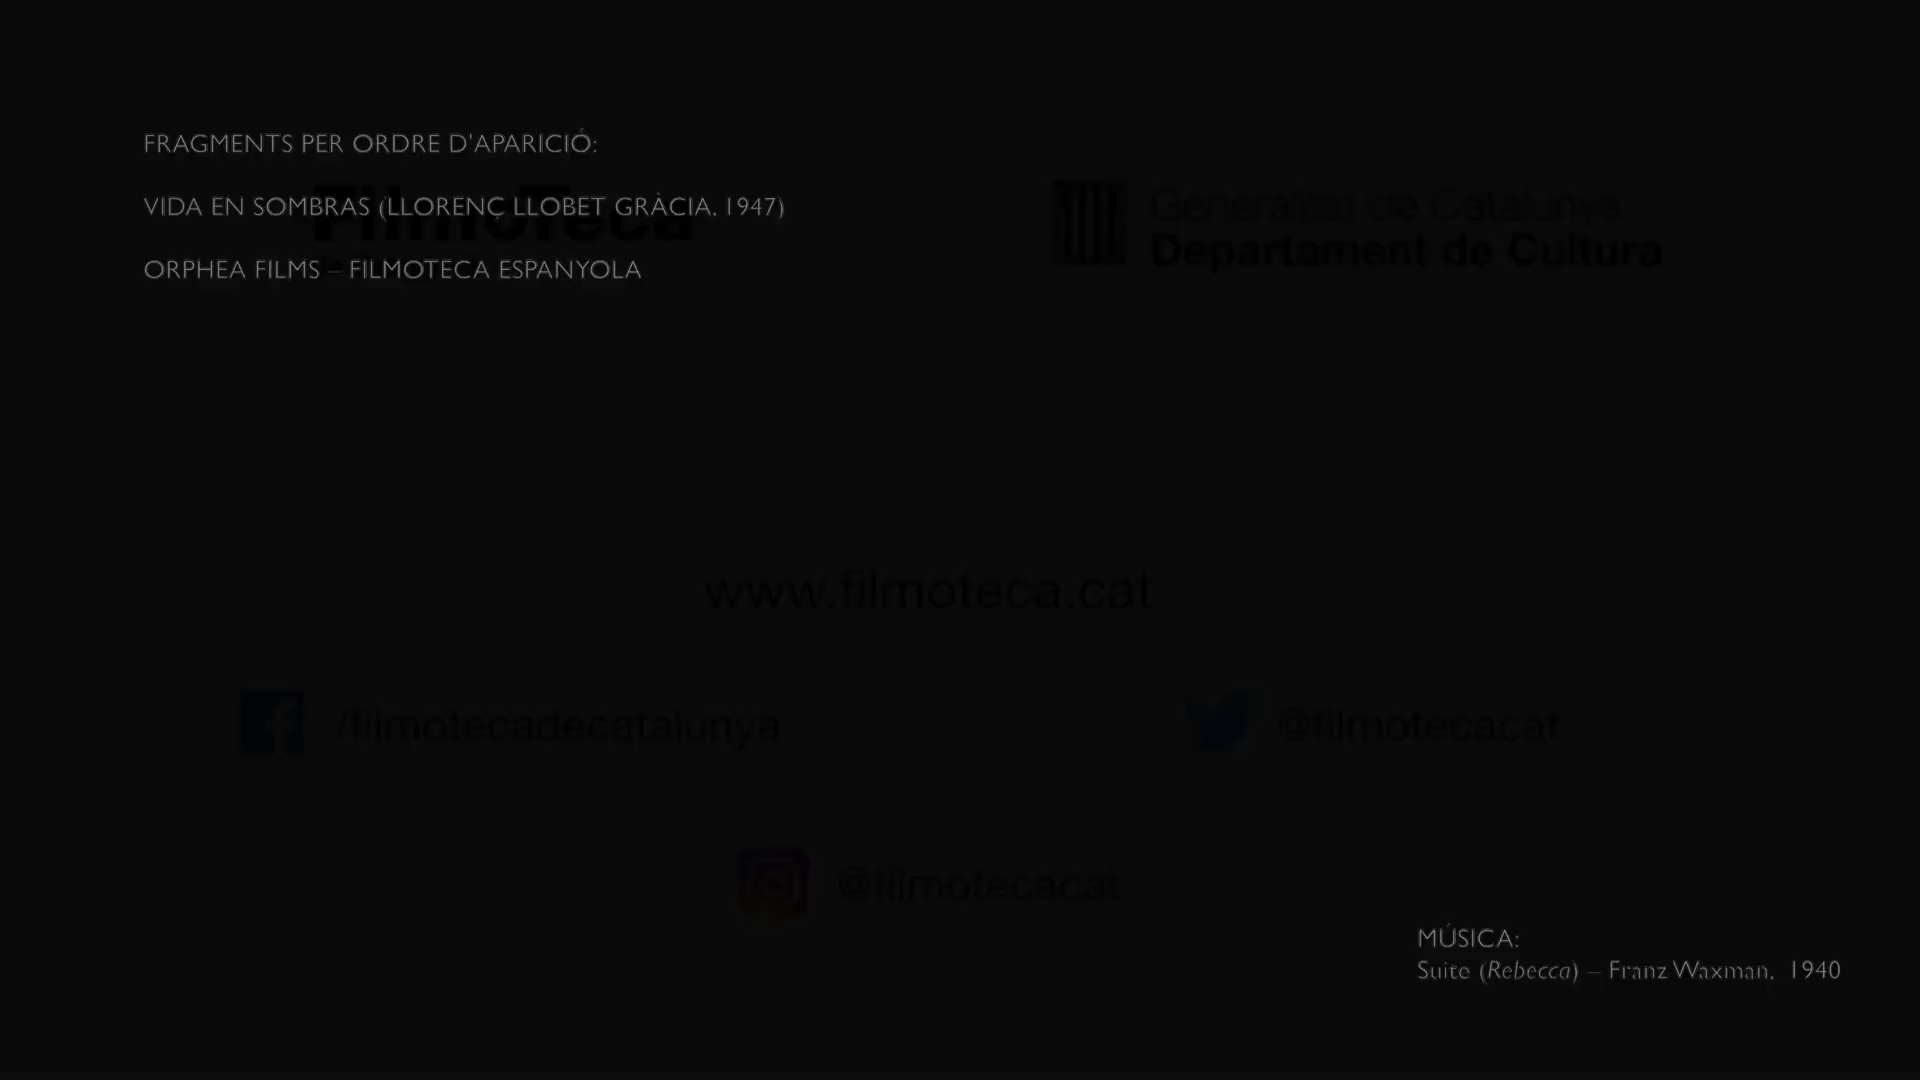 FRAGMENTS PER ORDRE D'APARICIÓ:
VIDA EN SOMBRAS (LLORENÇ LLOBET GRÀCIA, 1947)
FilmoTeca
ORPHEA FILMS – FILMOTECA ESPANYOLA
Generalitat de Catalunya
Departament de Cultura
www.filmoteca.cat
/filmotecadecatalunya
@filmotecacat
@filmotecacat
MÚSICA:
Suite (Rebecca) – Franz Waxman, 1940